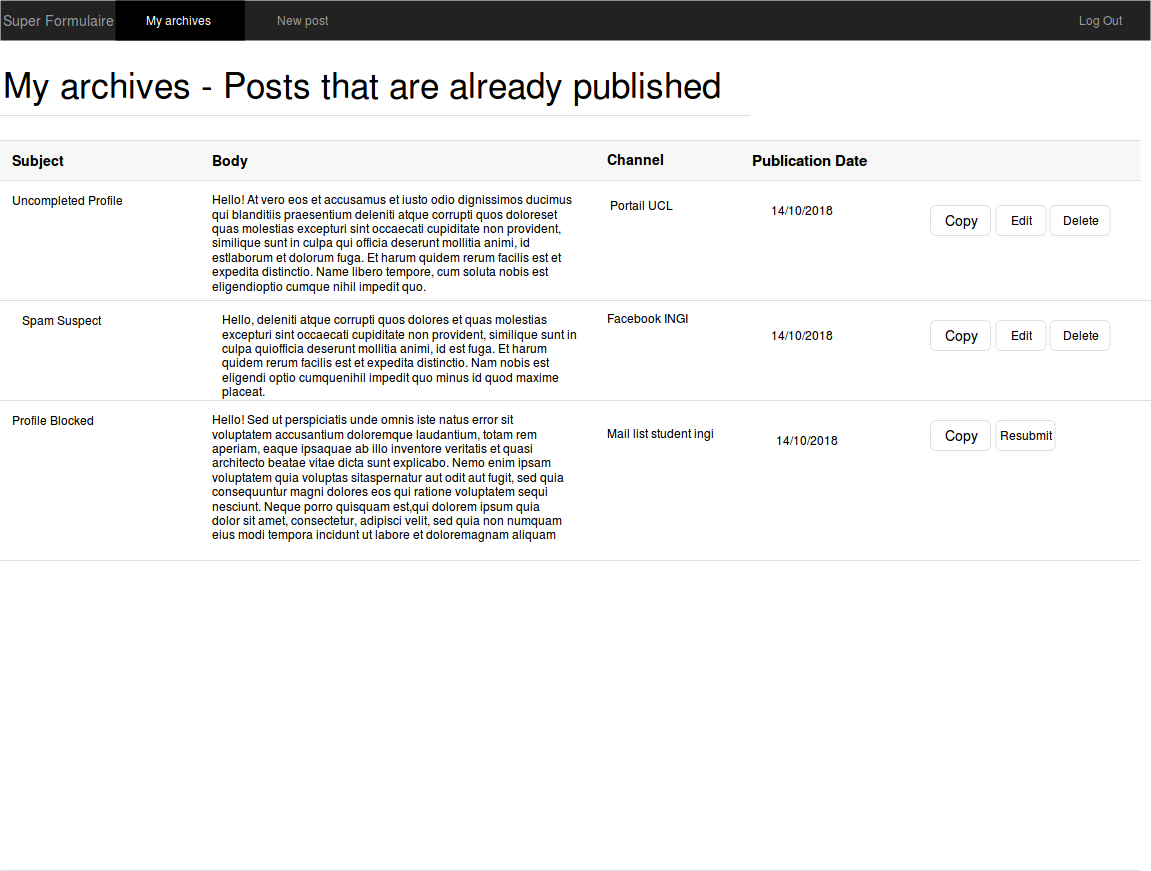 Super Formulaire My archives New post Log Out
My archives - Posts that are already published
Subject Body Channel Publication Date
Uncompleted Profile
Hello! At vero eos et accusamus et iusto odio dignissimos ducimus
qui blanditiis praesentium deleniti atque corrupti quos doloreset
quas molestias excepturi sint occaecati cupiditate non provident,
similique sunt in culpa qui officia deserunt mollitia animi, id
estlaborum et dolorum fuga. Et harum quidem rerum facilis est et
expedita distinctio. Name libero tempore, cum soluta nobis est
eligendioptio cumque nihil impedit quo.
Portail UCL
14/10/2018
Copy Edit Delete
Spam Suspect
Hello, deleniti atque corrupti quos dolores et quas molestias
excepturi sint occaecati cupiditate non provident, similique sunt in
culpa quiofficia deserunt mollitia animi, id est fuga. Et harum
quidem rerum facilis est et expedita distinctio. Nam nobis est
eligendi optio cumquenihil impedit quo minus id quod maxime
placeat.
Facebook INGI
14/10/2018
Copy Edit Delete
Profile Blocked
Hello! Sed ut perspiciatis unde omnis iste natus error sit
voluptatem accusantium doloremque laudantium, totam rem
aperiam, eaque ipsaquae ab illo inventore veritatis et quasi
architecto beatae vitae dicta sunt explicabo. Nemo enim ipsam
voluptatem quia voluptas sitaspernatur aut odit aut fugit, sed quia
consequuntur magni dolores eos qui ratione voluptatem sequi
nesciunt. Neque porro quisquam est,qui dolorem ipsum quia
dolor sit amet, consectetur, adipisci velit, sed quia non numquam
eius modi tempora incidunt ut labore et doloremagnam aliquam
Mail list student ingi
14/10/2018
Copy Resubmit